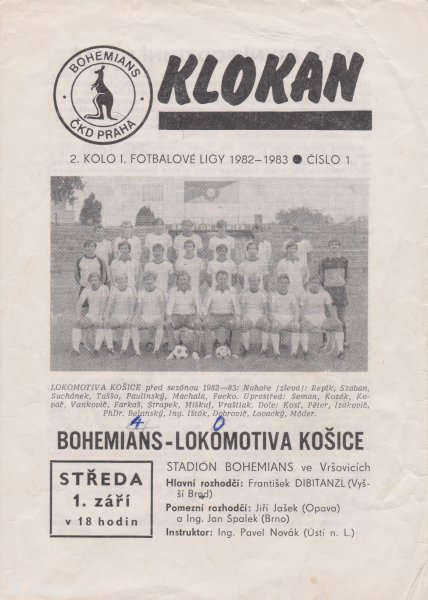 BOHEMIANS
ČKD PRAHA
KLOKAN
2. KOLO I. FOTBALOVÉ LIGY 1982–1983 ● ČÍSLO 1
LOKOMOTIVA KOŠICE před sezónou 1982–83: Nahoře (zleva): Repík, Szaban,
Suchánek, Taššo, Paulinský, Machala, Fecko. Uprostřed: Seman, Kozák, Ko-
váč, Vankovič, Farkaš, Strapek, Miškuf, Vraštiak. Dole: Kosť, Péter, Izakovič,
PhDr. Belanský, Ing. Ištók, Dobrovič, Lovacký, Máder.
4 0
BOHEMIANS–LOKOMOTIVA KOŠICE
STŘEDA
1. září
v 18 hodin
STADIÓN BOHEMIANS ve Vršovicích
Hlavní rozhodčí: František DIBITANZL (Vyš-
ší Brod)
Pomezní rozhodčí: Jiří Jašek (Opava)
a Ing. Jan Špalek (Brno)
Instruktor: Ing. Pavel Novák (Ústí n. L.)